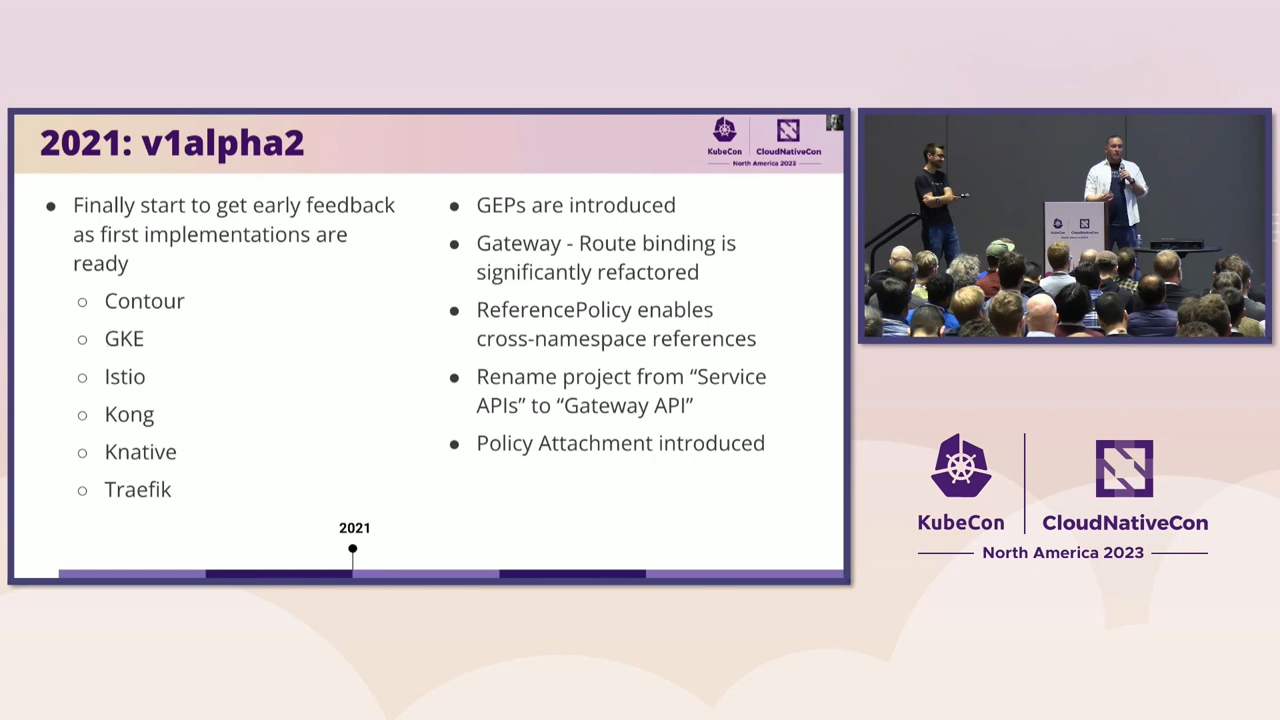 2021: v1alpha2
KubeCon
CloudNativeCon
North America 2023
● Finally start to get early feedback
as first implementations are
ready
○ Contour
○ GKE
○ Istio
○ Kong
○ Knative
○ Traefik
● GEPs are introduced
● Gateway - Route binding is
significantly refactored
● ReferencePolicy enables
cross-namespace references
● Rename project from “Service
APIs” to “Gateway API”
● Policy Attachment introduced
2021
KubeCon
CloudNativeCon
North America 2023